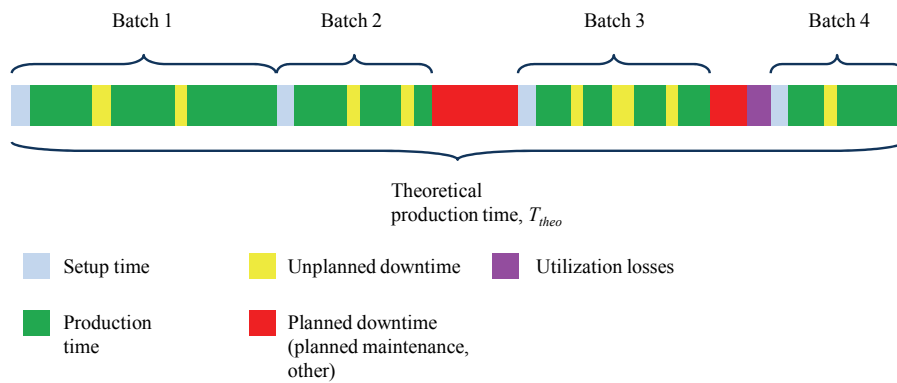 Batch 1
Batch 2
Batch 3
Batch 4
Theoretical
production time, T_theo
Setup time
Unplanned downtime
Utilization losses
Production
time
Planned downtime
(planned maintenance,
other)